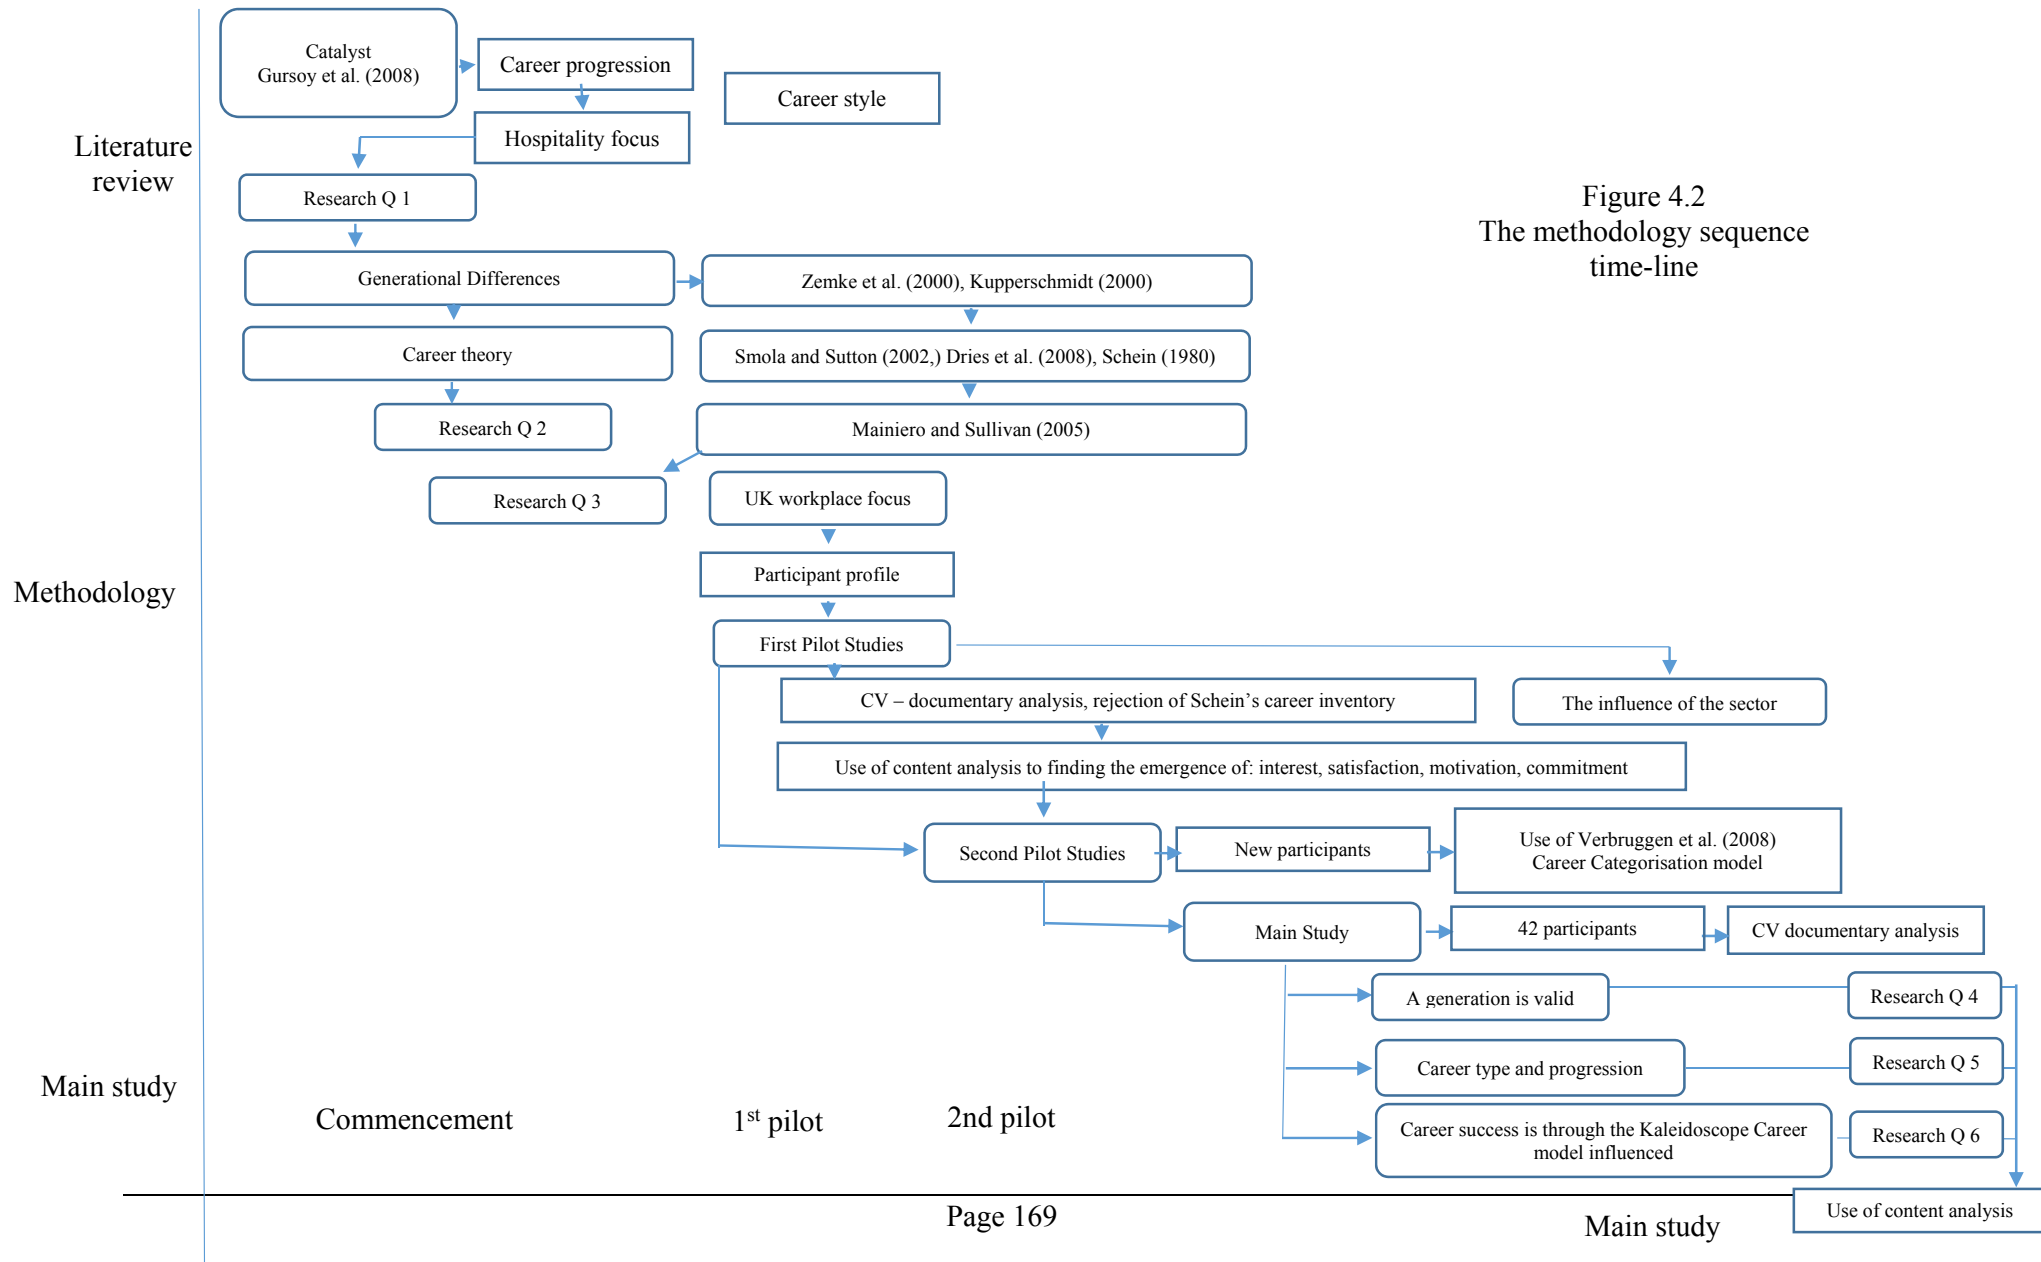 Catalyst
Gursoy et al. (2008)
Career progression
Career style
Hospitality focus
Literature
review
Research Q 1
Figure 4.2
The methodology sequence
time-line
Generational Differences
Zemke et al. (2000), Kupperschmidt (2000)
Career theory
Smola and Sutton (2002,) Dries et al. (2008), Schein (1980)
Research Q 2
Mainiero and Sullivan (2005)
Research Q 3
UK workplace focus
Methodology
Participant profile
First Pilot Studies
CV – documentary analysis, rejection of Schein’s career inventory
The influence of the sector
Use of content analysis to finding the emergence of: interest, satisfaction, motivation, commitment
Second Pilot Studies
New participants
Use of Verbruggen et al. (2008)
Career Categorisation model
Main Study
42 participants
CV documentary analysis
A generation is valid
Research Q 4
Career type and progression
Research Q 5
Main study
Commencement
1st pilot
2nd pilot
Career success is through the Kaleidoscope Career
model influenced
Research Q 6
Page 169
Main study
Use of content analysis